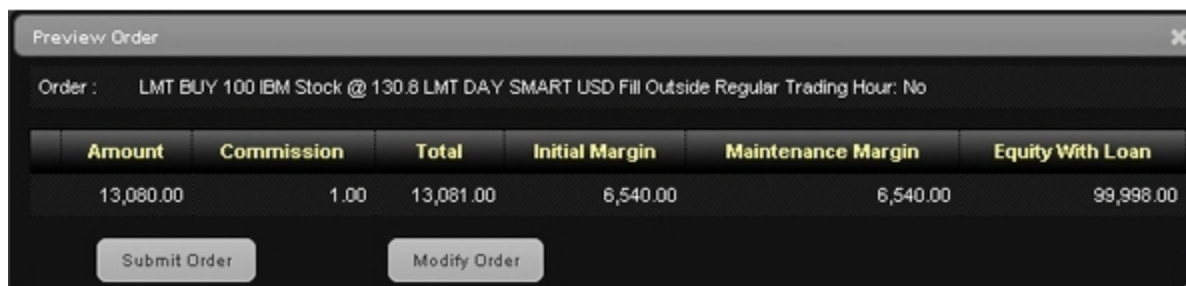 Preview Order
Order : LMT BUY 100 IBM Stock @ 130.8 LMT DAY SMART USD Fill Outside Regular Trading Hour: No
Amount Commission Total Initial Margin Maintenance Margin Equity With Loan
13,080.00 1.00 13,081.00 6,540.00 6,540.00 99,998.00
Submit Order Modify Order